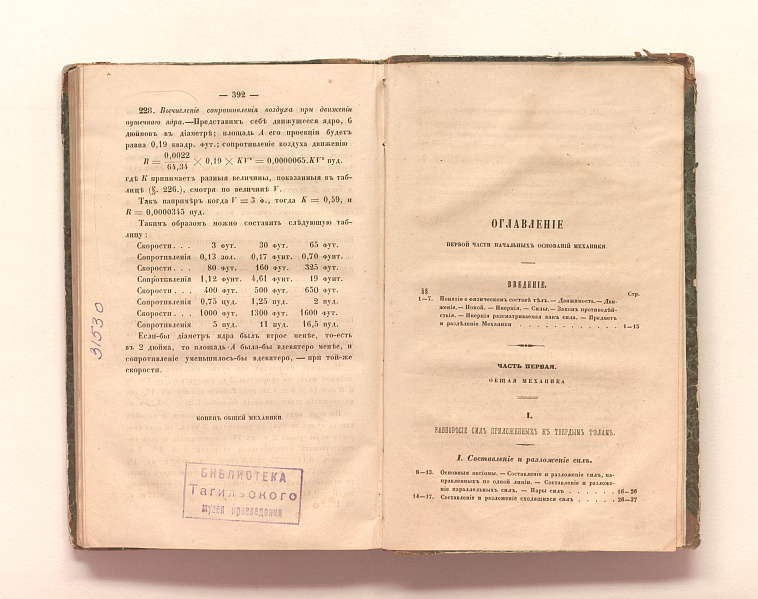 — 392 —
228. Вычисленіе сопротивленія воздуха при движеніи
пушечнаго ядра.—Представимъ себѣ движущееся ядро, 6
дюймовъ въ діаметрѣ; площадь A его проекціи будетъ
равна 0,19 квадр. фут.; сопротивленіе воздуха движенію
R = 0,0022/64,34 × 0,19 × KV² = 0,0000065.KV² пуд.
гдѣ K принимаетъ разныя величины, показанныя въ таб-
лицѣ (§. 226.), смотря по величинѣ V.
Такъ напримѣръ когда V = 3 ф., тогда K = 0,59, и
R = 0,0000345 пуд.
Такимъ образомъ можно составить слѣдующую таб-
лицу:
Скорости . . . 3 фут. 30 фут. 65 фут.
Сопротивленія 0,13 зол. 0,17 фунт. 0,70 фунт.
Скорости . . . 80 фут. 160 фут. 325 фут.
Сопротивленія 1,12 фунт. 4,61 фунт. 19 фунт.
Скорости . . . 400 фут. 500 фут. 650 фут.
Сопротивленія 0,75 пуд. 1,25 пуд. 2 пуд.
Скорости . . . 1000 фут. 1300 фут. 1600 фут.
Сопротивленія 5 пуд. 11 пуд. 16,5 пуд.
Если-бы діаметръ ядра былъ втрое менѣе, то-есть
въ 2 дюйма, то площадь A была-бы вдевятеро менѣе, и
сопротивленіе уменьшилось-бы вдевятеро, — при той-же
скорости.
КОНЕЦЪ ОБЩЕЙ МЕХАНИКИ.
БИБЛИОТЕКА
Тагильского
музея краеведения
31530
ОГЛАВЛЕНІЕ
ПЕРВОЙ ЧАСТИ НАЧАЛЬНЫХЪ ОСНОВАНІЙ МЕХАНИКИ.
ВВЕДЕНІЕ.
§§ Стр.
1—7. Понятіе о физическомъ составѣ тѣлъ. — Движимость. — Дви-
женіе. — Покой. — Инерція. — Силы. — Законъ противодѣй-
ствія. — Инерція разсматриваемая какъ сила. — Предметъ
и раздѣленіе Механики . . . . . . . . . . . 1—15
ЧАСТЬ ПЕРВАЯ.
ОБЩАЯ МЕХАНИКА
I.
РАВНОВѢСІЕ СИЛЪ ПРИЛОЖЕННЫХЪ КЪ ТВЕРДЫМЪ ТѢЛАМЪ.
I. Составленіе и разложеніе силъ.
8—13. Основныя аксіомы. — Составленіе и разложеніе силъ, на-
правленныхъ по одной линіи. — Составленіе и разложе-
ніе параллельныхъ силъ. — Пары силъ . . . . . . . 16—26
14—17. Составленіе и разложеніе сходящихся силъ . . . . . 26—37